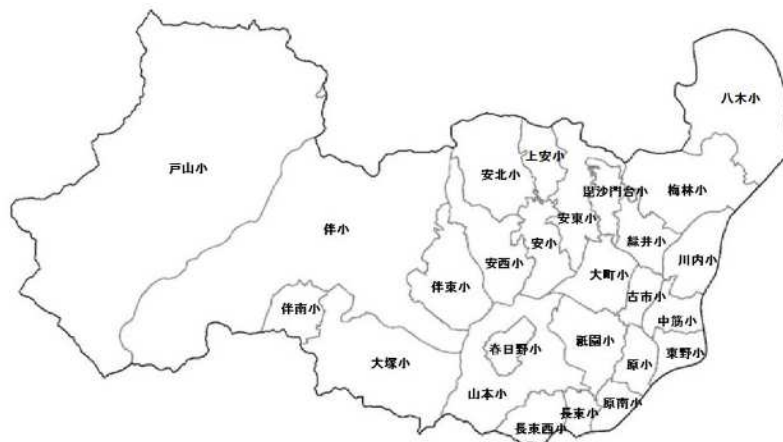 八木小
戸山小
安北小
上安小
毘沙門台小
梅林小
安東小
伴小
安小
緑井小
川内小
安西小
大町小
伴東小
古市小
伴南小
中筋小
春日野小
祇園小
東野小
大塚小
原小
山本小
原南小
長束小
長束西小